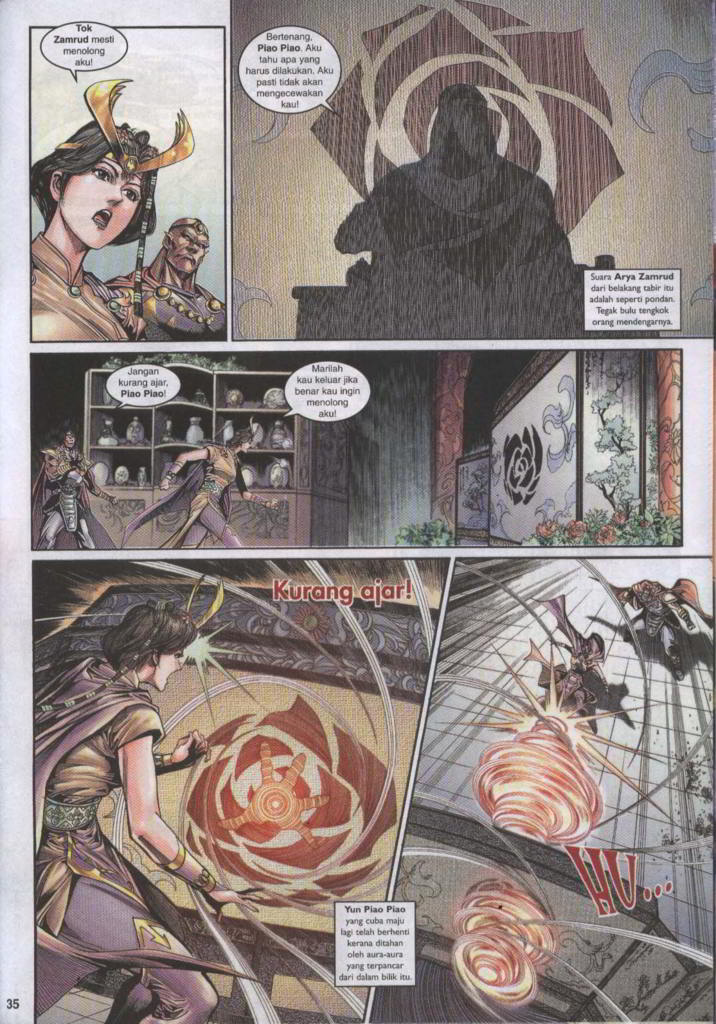 Tok
Zamrud mesti
menolong
aku!
Bertenang,
Piao Piao. Aku
tahu apa yang
harus dilakukan. Aku
pasti tidak akan
mengecewakan
kau!
Suara Arya Zamrud
dari belakang tabir itu
adalah seperti pondan.
Tegak bulu tengkok
orang mendengarnya.
Jangan
kurang ajar,
Piao Piao!
Marilah
kau keluar jika
benar kau ingin
menolong
aku!
Kurang ajar!
HU...
Yun Piao Piao
yang cuba maju
lagi telah berhenti
kerana ditahan
oleh aura-aura
yang terpancar
dari dalam bilik itu.
35